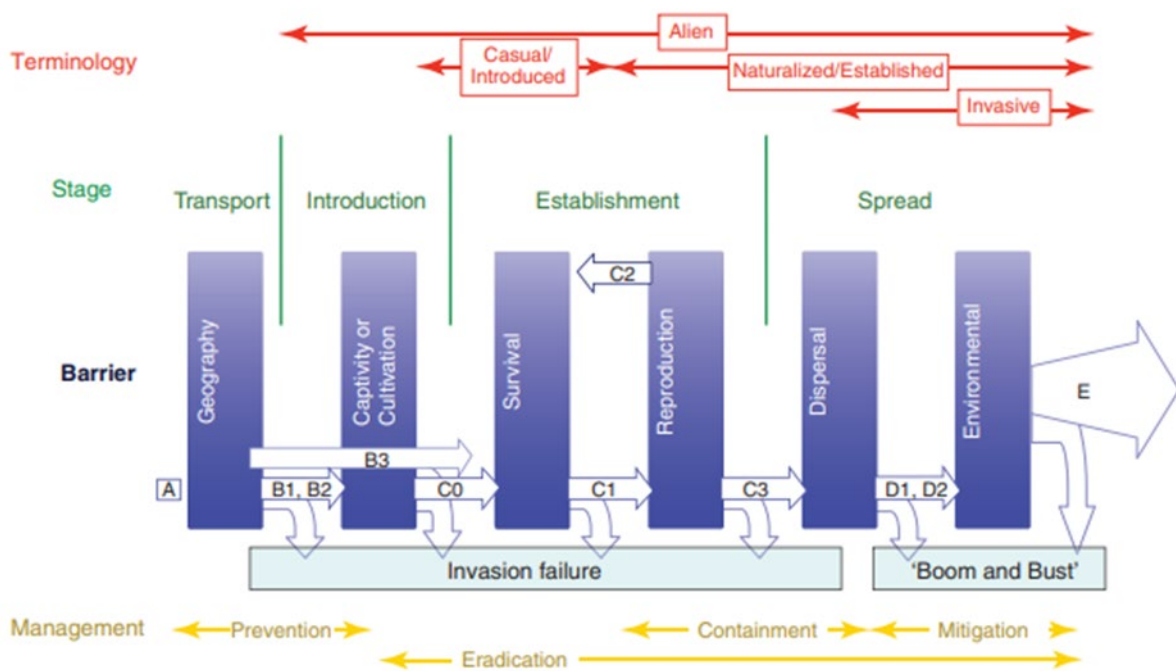 Terminology
Alien
Casual/
Introduced
Naturalized/Established
Invasive
Stage
Transport
Introduction
Establishment
Spread
Barrier
Geography
Captivity or
Cultivation
Survival
Reproduction
Dispersal
Environmental
C2
E
B3
A
B1, B2
C0
C1
C3
D1, D2
Invasion failure
'Boom and Bust'
Management
Prevention
Containment
Mitigation
Eradication